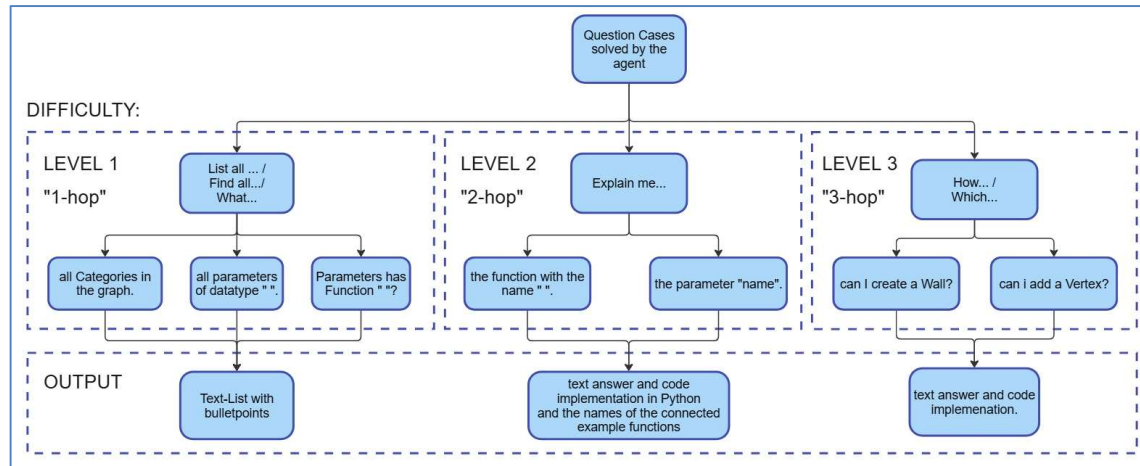 Question Cases
solved by the
agent
DIFFICULTY:
LEVEL 1
"1-hop"
List all ... /
Find all.../
What...
all Categories in
the graph.
all parameters
of datatype " ".
Parameters has
Function " "?
LEVEL 2
"2-hop"
Explain me...
the function with the
name " ".
the parameter "name".
LEVEL 3
"3-hop"
How... /
Which...
can I create a Wall?
can i add a Vertex?
OUTPUT
Text-List with
bulletpoints
text answer and code
implementation in Python
and the names of the connected
example functions
text answer and code
implemenation.